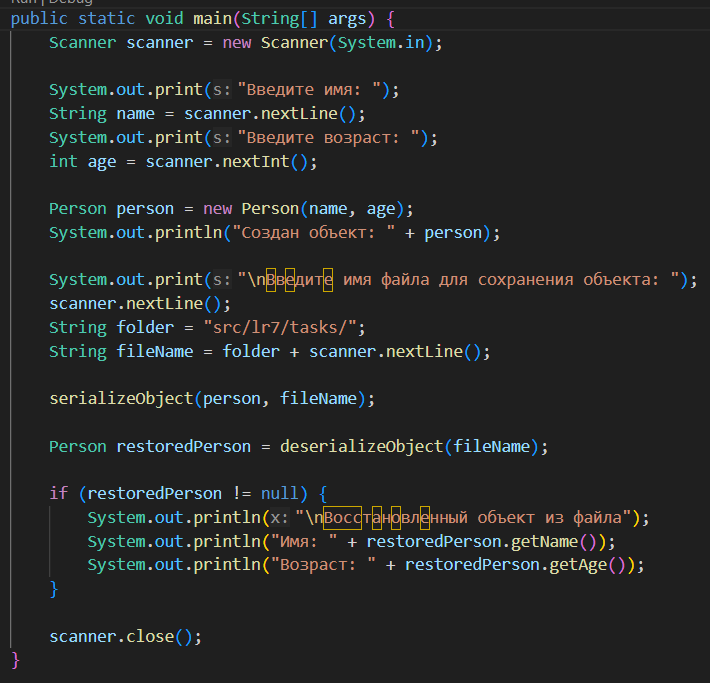 Run | Debug
public static void main(String[] args) {
Scanner scanner = new Scanner(System.in);
System.out.print(s: "Введите имя: ");
String name = scanner.nextLine();
System.out.print(s: "Введите возраст: ");
int age = scanner.nextInt();
Person person = new Person(name, age);
System.out.println("Создан объект: " + person);
System.out.print(s: "\nВведите имя файла для сохранения объекта: ");
scanner.nextLine();
String folder = "src/lr7/tasks/";
String fileName = folder + scanner.nextLine();
serializeObject(person, fileName);
Person restoredPerson = deserializeObject(fileName);
if (restoredPerson != null) {
System.out.println(x: "\nВосстановленный объект из файла");
System.out.println("Имя: " + restoredPerson.getName());
System.out.println("Возраст: " + restoredPerson.getAge());
}
scanner.close();
}